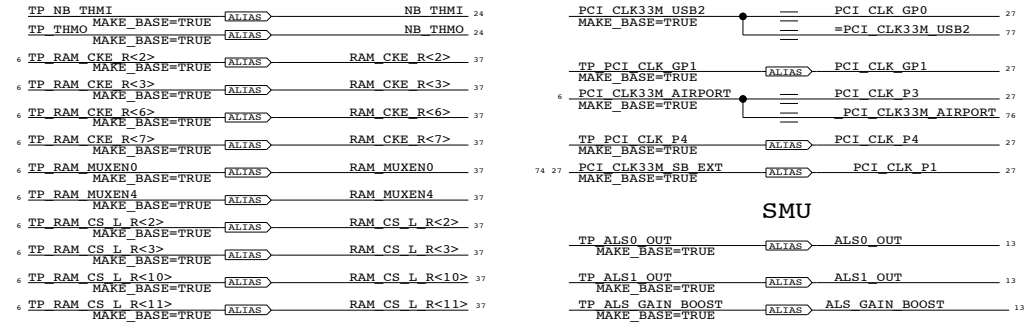 TP_NB_THMI ALIAS NB_THMI 24
MAKE_BASE=TRUE
TP_THMO ALIAS NB_THMO 24
MAKE_BASE=TRUE
6 TP_RAM_CKE_R<2> ALIAS RAM_CKE_R<2> 37
MAKE_BASE=TRUE
6 TP_RAM_CKE_R<3> ALIAS RAM_CKE_R<3> 37
MAKE_BASE=TRUE
6 TP_RAM_CKE_R<6> ALIAS RAM_CKE_R<6> 37
MAKE_BASE=TRUE
6 TP_RAM_CKE_R<7> ALIAS RAM_CKE_R<7> 37
MAKE_BASE=TRUE
6 TP_RAM_MUXEN0 ALIAS RAM_MUXEN0 37
MAKE_BASE=TRUE
6 TP_RAM_MUXEN4 ALIAS RAM_MUXEN4 37
MAKE_BASE=TRUE
6 TP_RAM_CS_L_R<2> ALIAS RAM_CS_L_R<2> 37
MAKE_BASE=TRUE
6 TP_RAM_CS_L_R<3> ALIAS RAM_CS_L_R<3> 37
MAKE_BASE=TRUE
6 TP_RAM_CS_L_R<10> ALIAS RAM_CS_L_R<10> 37
MAKE_BASE=TRUE
6 TP_RAM_CS_L_R<11> ALIAS RAM_CS_L_R<11> 37
MAKE_BASE=TRUE
PCI_CLK33M_USB2 PCI_CLK_GP0 27
MAKE_BASE=TRUE
=PCI_CLK33M_USB2 77
TP_PCI_CLK_GP1 ALIAS PCI_CLK_GP1 27
MAKE_BASE=TRUE
6 PCI_CLK33M_AIRPORT PCI_CLK_P3 27
MAKE_BASE=TRUE
_PCI_CLK33M_AIRPORT 76
TP_PCI_CLK_P4 ALIAS PCI_CLK_P4 27
MAKE_BASE=TRUE
74 27 PCI_CLK33M_SB_EXT ALIAS PCI_CLK_P1 27
MAKE_BASE=TRUE
SMU
TP_ALS0_OUT ALIAS ALS0_OUT 13
MAKE_BASE=TRUE
TP_ALS1_OUT ALIAS ALS1_OUT 13
MAKE_BASE=TRUE
TP_ALS_GAIN_BOOST ALIAS ALS_GAIN_BOOST 13
MAKE_BASE=TRUE